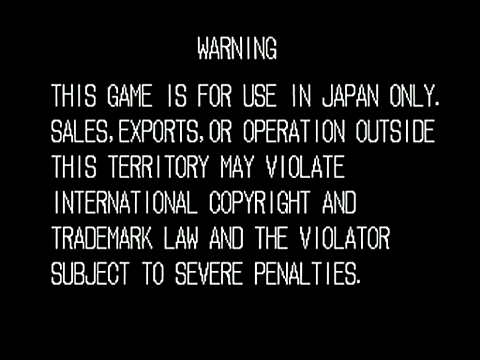 WARNING
THIS GAME IS FOR USE IN JAPAN ONLY.
SALES,EXPORTS,OR OPERATION OUTSIDE
THIS TERRITORY MAY VIOLATE
INTERNATIONAL COPYRIGHT AND
TRADEMARK LAW AND THE VIOLATOR
SUBJECT TO SEVERE PENALTIES.